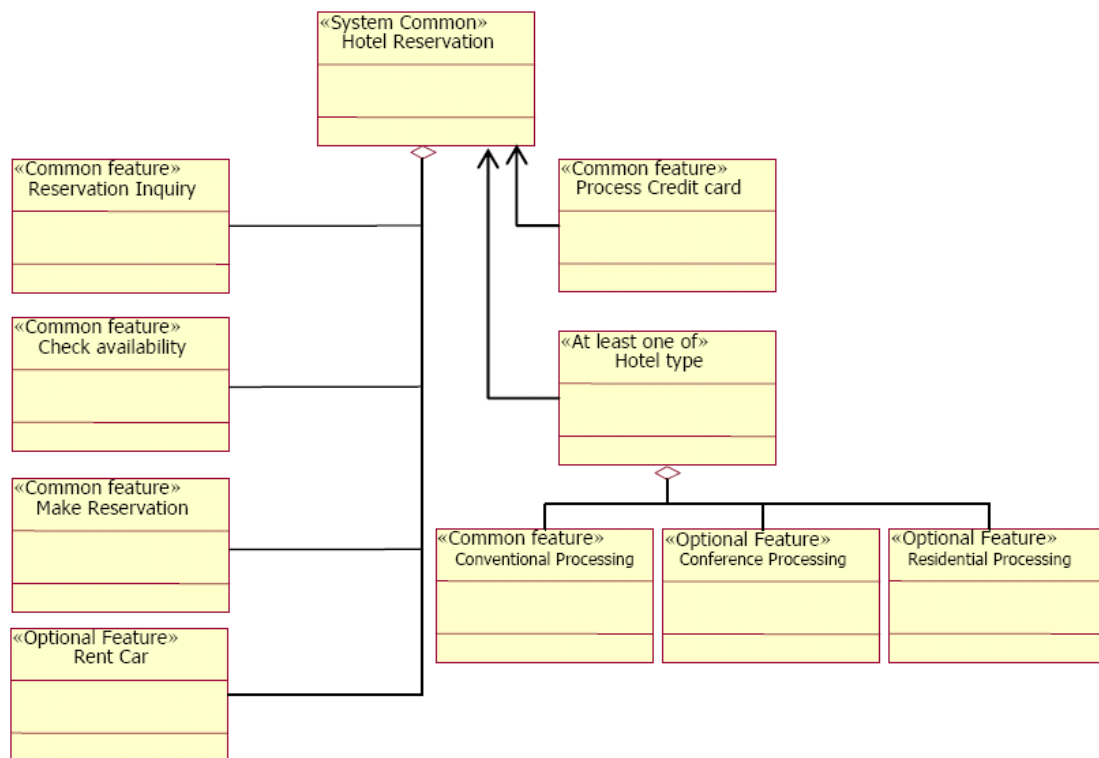 «System Common»
Hotel Reservation
«Common feature»
Reservation Inquiry
«Common feature»
Process Credit card
«Common feature»
Check availability
«At least one of»
Hotel type
«Common feature»
Make Reservation
«Common feature»
Conventional Processing
«Optional Feature»
Conference Processing
«Optional Feature»
Residential Processing
«Optional Feature»
Rent Car